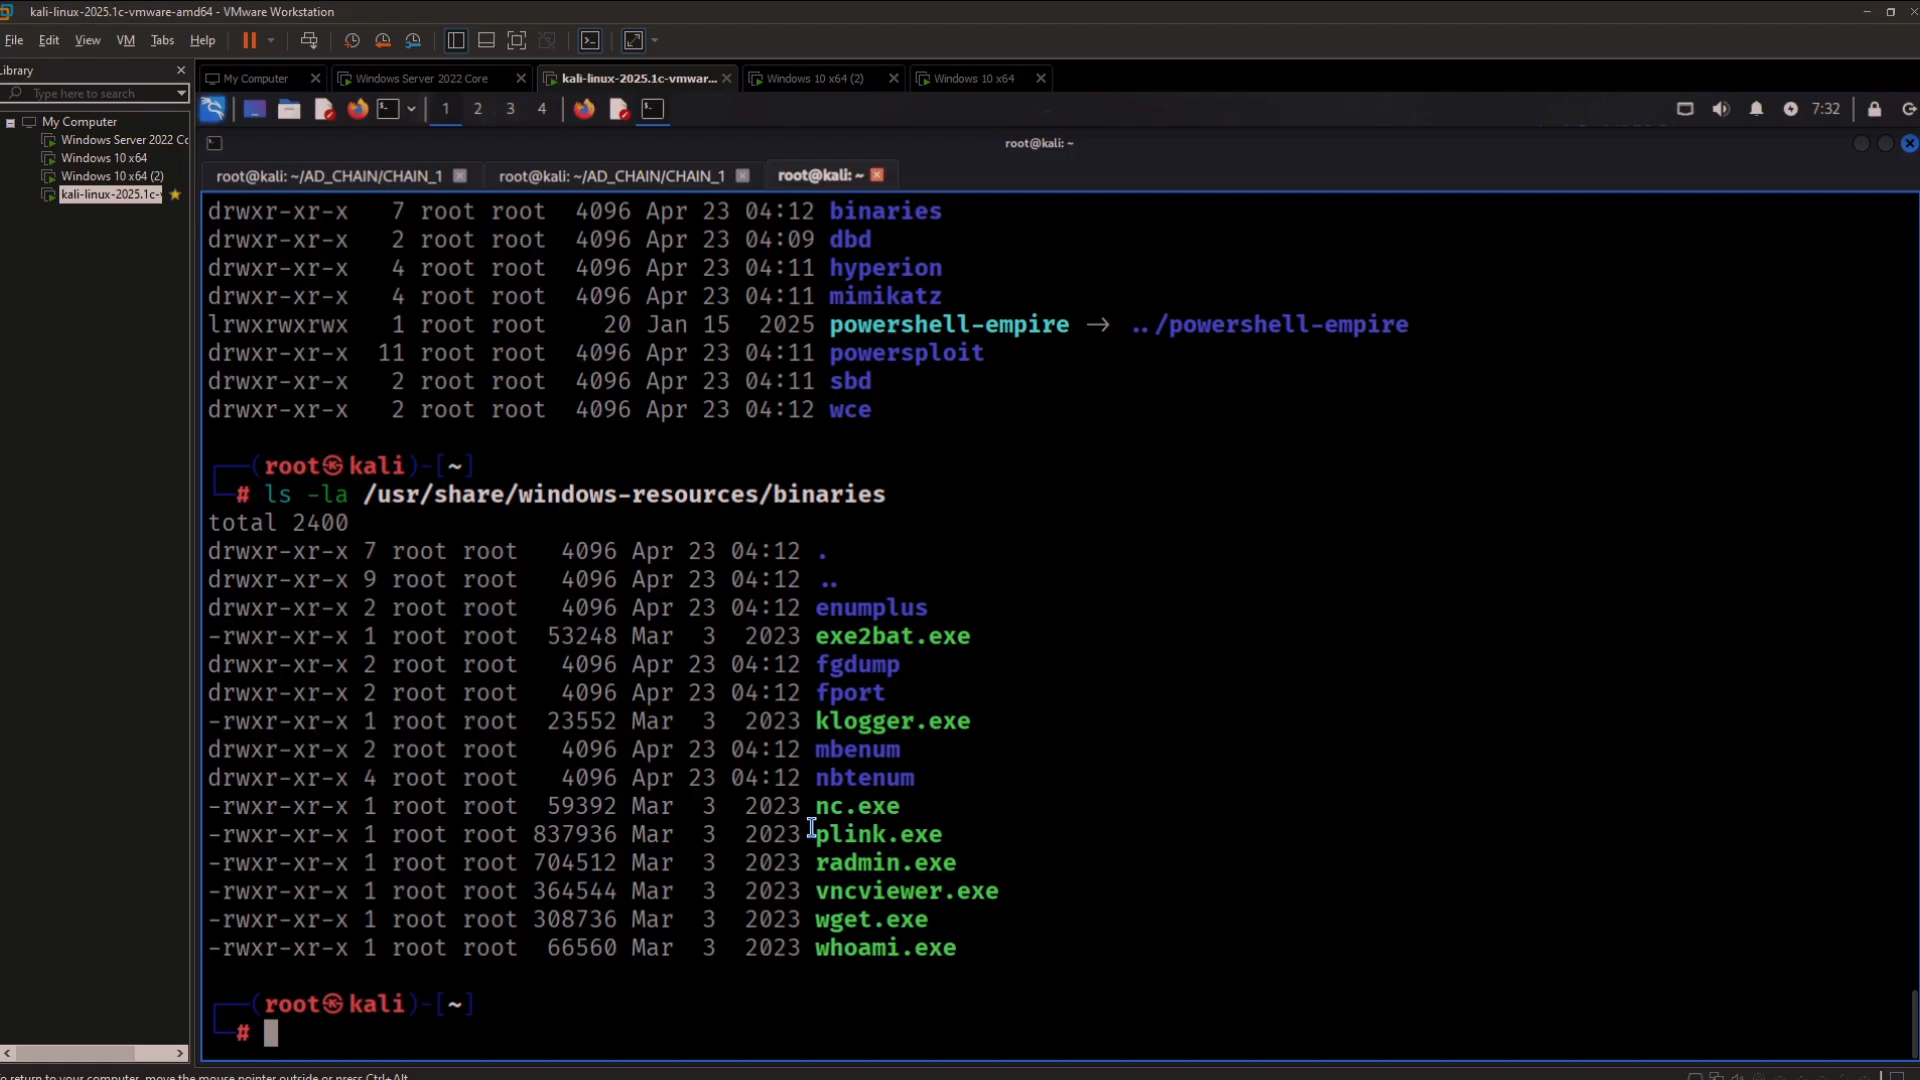 kali-linux-2025.1c-vmware-amd64 - VMware Workstation
File Edit View VM Tabs Help
Library
Type here to search
My Computer
Windows Server 2022 Cc
Windows 10 x64
Windows 10 x64 (2)
kali-linux-2025.1c-
My Computer Windows Server 2022 Core kali-linux-2025.1c-vmwar... Windows 10 x64 (2) Windows 10 x64
1 2 3 4 7:32
root@kali: ~
root@kali: ~/AD_CHAIN/CHAIN_1 root@kali: ~/AD_CHAIN/CHAIN_1 root@kali: ~
drwxr-xr-x 7 root root 4096 Apr 23 04:12 binaries
drwxr-xr-x 2 root root 4096 Apr 23 04:09 dbd
drwxr-xr-x 4 root root 4096 Apr 23 04:11 hyperion
drwxr-xr-x 4 root root 4096 Apr 23 04:11 mimikatz
lrwxrwxrwx 1 root root 20 Jan 15 2025 powershell-empire → ../powershell-empire
drwxr-xr-x 11 root root 4096 Apr 23 04:11 powersploit
drwxr-xr-x 2 root root 4096 Apr 23 04:11 sbd
drwxr-xr-x 2 root root 4096 Apr 23 04:12 wce
(root㉿kali)-[~]
# ls -la /usr/share/windows-resources/binaries
total 2400
drwxr-xr-x 7 root root 4096 Apr 23 04:12 .
drwxr-xr-x 9 root root 4096 Apr 23 04:12 ..
drwxr-xr-x 2 root root 4096 Apr 23 04:12 enumplus
-rwxr-xr-x 1 root root 53248 Mar 3 2023 exe2bat.exe
drwxr-xr-x 2 root root 4096 Apr 23 04:12 fgdump
drwxr-xr-x 2 root root 4096 Apr 23 04:12 fport
-rwxr-xr-x 1 root root 23552 Mar 3 2023 klogger.exe
drwxr-xr-x 2 root root 4096 Apr 23 04:12 mbenum
drwxr-xr-x 4 root root 4096 Apr 23 04:12 nbtenum
-rwxr-xr-x 1 root root 59392 Mar 3 2023 nc.exe
-rwxr-xr-x 1 root root 837936 Mar 3 2023 plink.exe
-rwxr-xr-x 1 root root 704512 Mar 3 2023 radmin.exe
-rwxr-xr-x 1 root root 364544 Mar 3 2023 vncviewer.exe
-rwxr-xr-x 1 root root 308736 Mar 3 2023 wget.exe
-rwxr-xr-x 1 root root 66560 Mar 3 2023 whoami.exe
(root㉿kali)-[~]
#
o return to your computer, move the mouse pointer outside or press Ctrl+Alt.